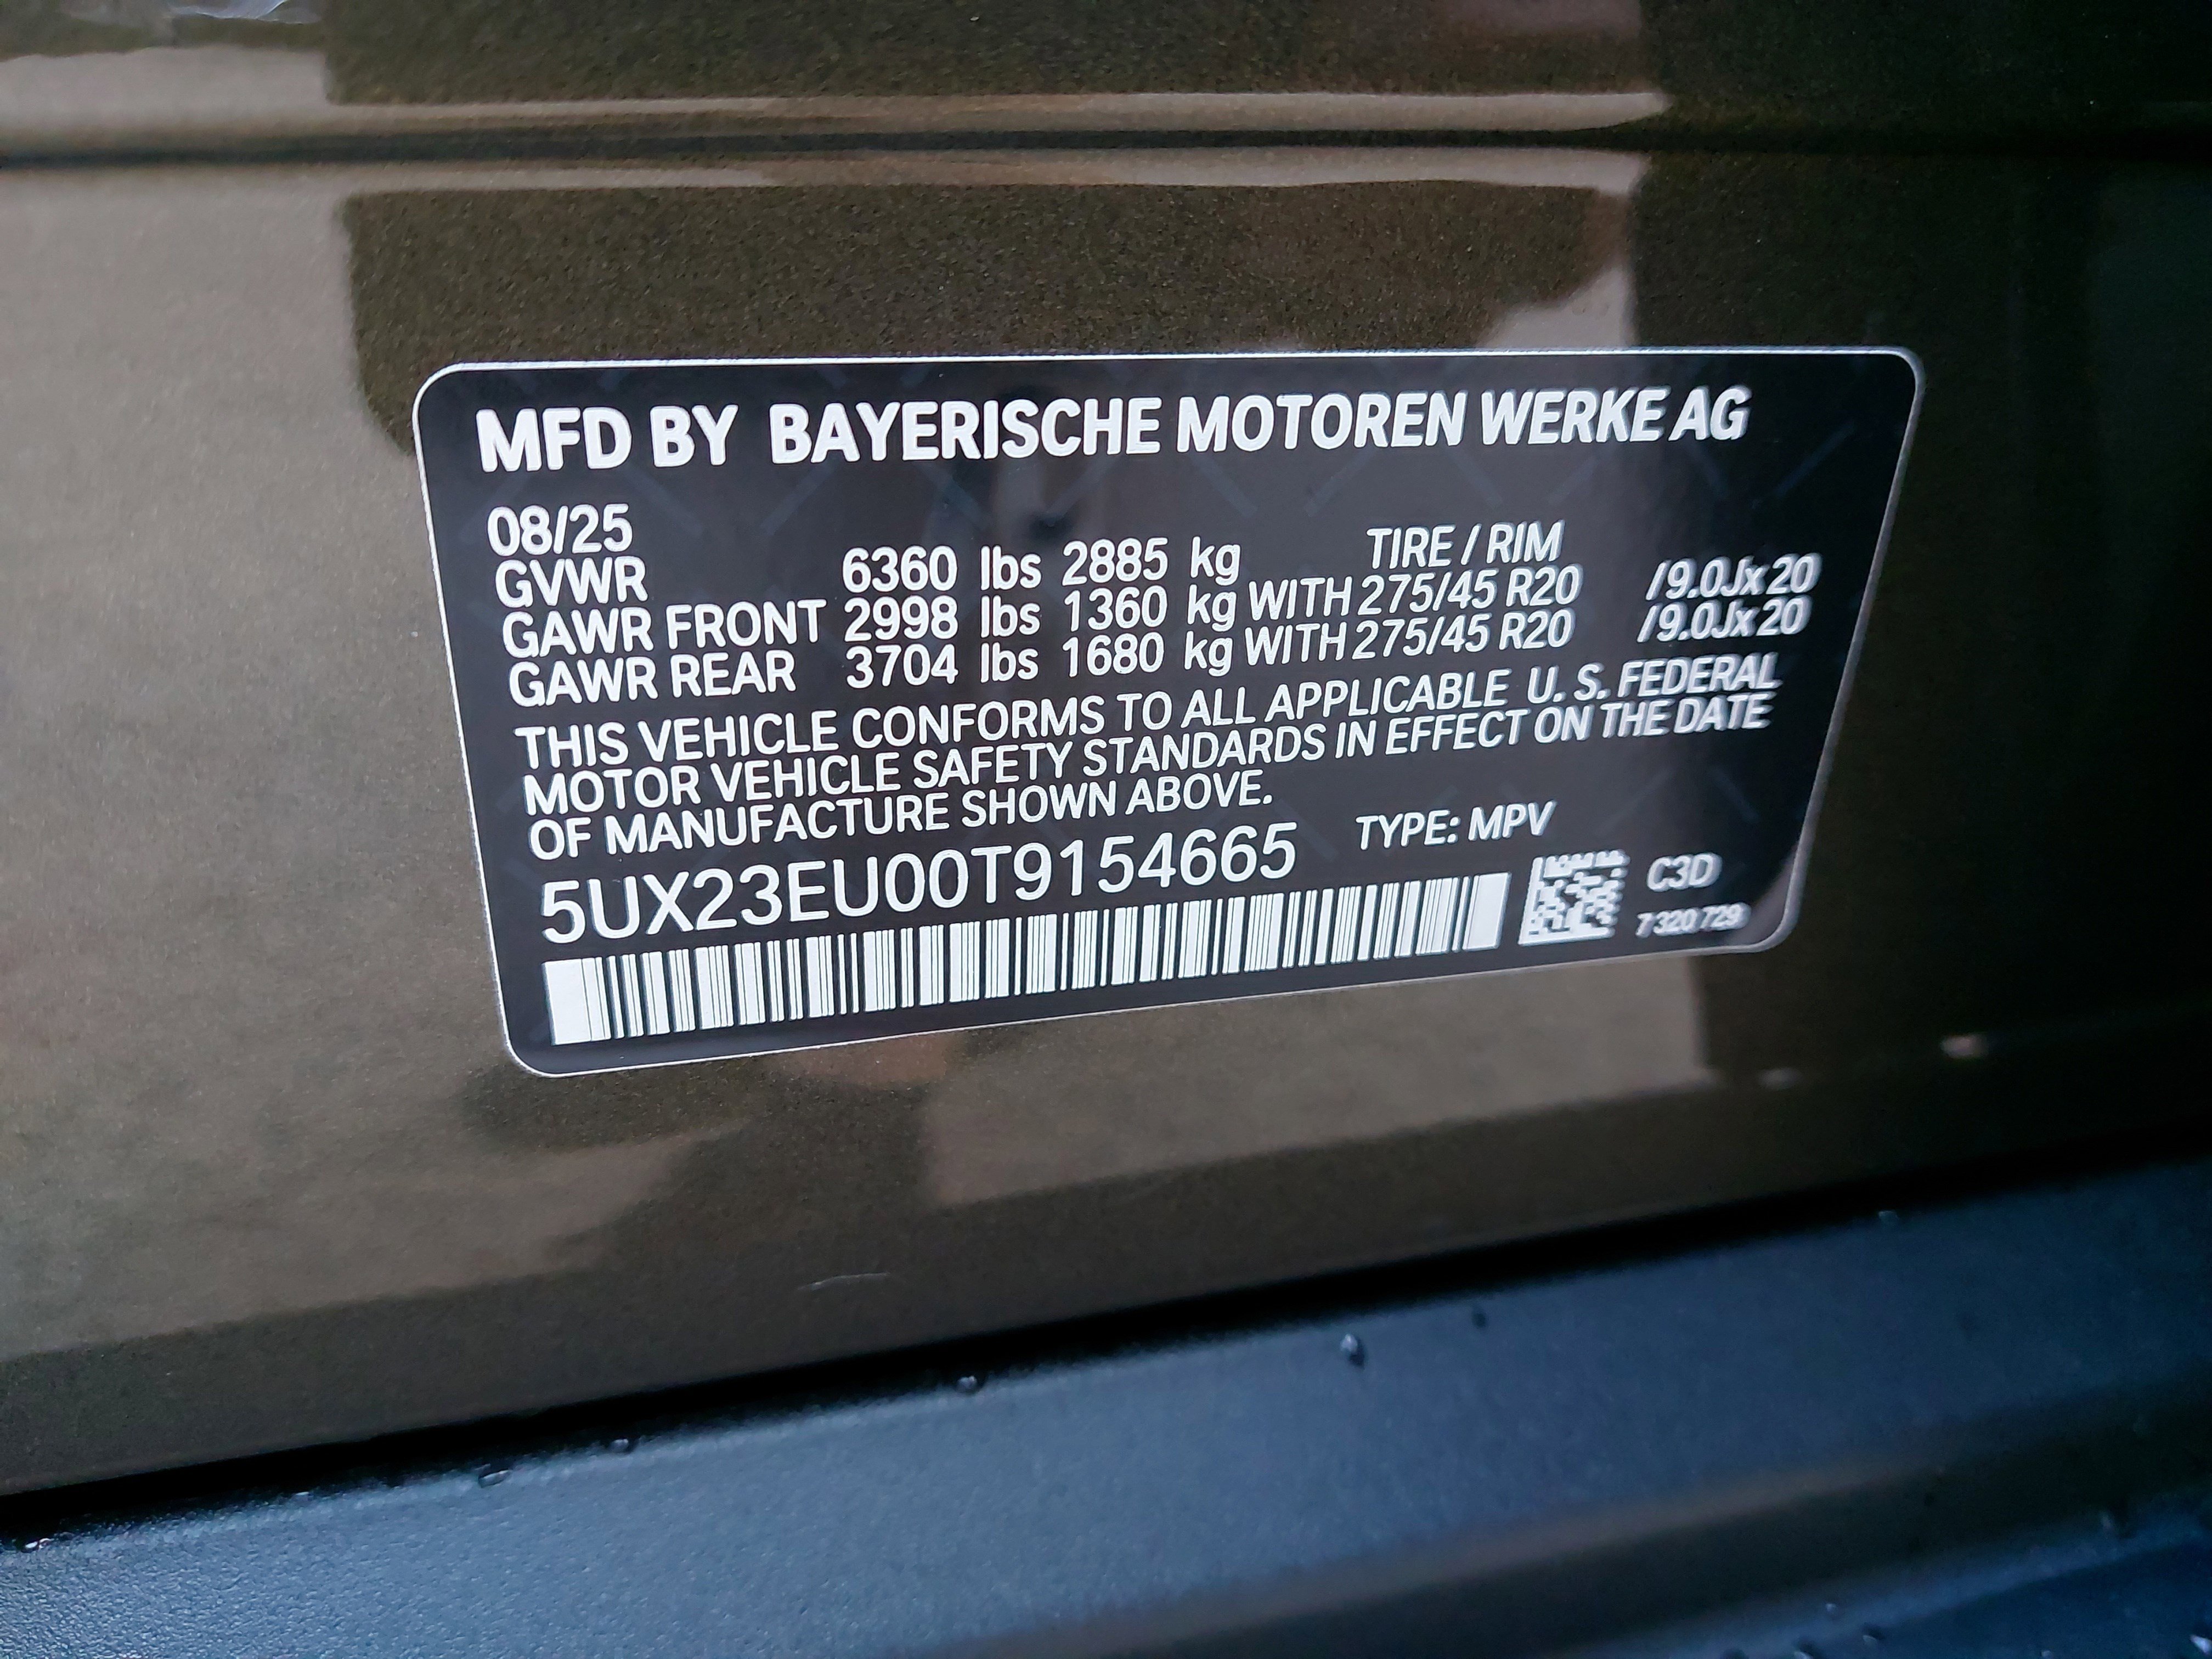 MFD BY BAYERISCHE MOTOREN WERKE AG
08/25
TIRE / RIM
GVWR 6360 lbs 2885 kg
GAWR FRONT 2998 lbs 1360 kg WITH 275/45 R20 /9.0Jx20
GAWR REAR 3704 lbs 1680 kg WITH 275/45 R20 /9.0Jx20
THIS VEHICLE CONFORMS TO ALL APPLICABLE U. S. FEDERAL
MOTOR VEHICLE SAFETY STANDARDS IN EFFECT ON THE DATE
OF MANUFACTURE SHOWN ABOVE.
5UX23EU00T9154665 TYPE: MPV
C3D
7 320 729